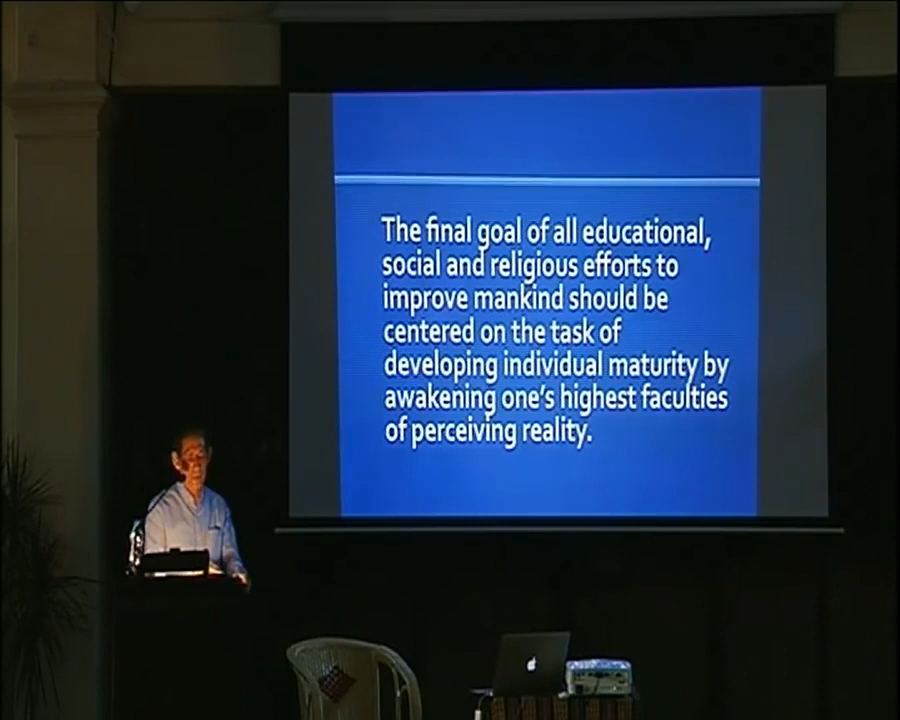 The final goal of all educational,
social and religious efforts to
improve mankind should be
centered on the task of
developing individual maturity by
awakening one's highest faculties
of perceiving reality.